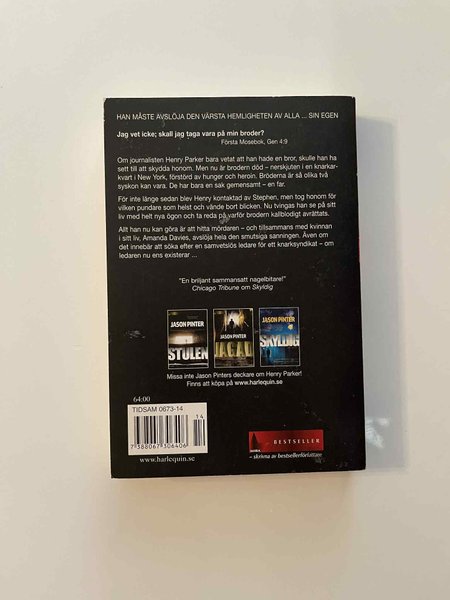 HAN MÅSTE AVSLÖJA DEN VÄRSTA HEMLIGHETEN AV ALLA ... SIN EGEN
Jag vet icke; skall jag taga vara på min broder?
Första Mosebok, Gen 4:9
Om journalisten Henry Parker bara vetat att han hade en bror, skulle han ha
sett till att skydda honom. Men nu är brodern död – nerskjuten i en knarkar-
kvart i New York, förstörd av hunger och heroin. Bröderna är så olika två
syskon kan vara. De har bara en sak gemensamt – en far.
För inte länge sedan blev Henry kontaktad av Stephen, men tog honom för
vilken pundare som helst och vände bort blicken. Nu tvingas han se på sitt
liv med helt nya ögon och ta reda på varför brodern kallblodigt avrättats.
Allt han nu kan göra är att hitta mördaren – och tillsammans med kvinnan
i sitt liv, Amanda Davies, avslöja hela den smutsiga sanningen. Även om
det innebär att söka efter en samvetslös ledare för ett knarksyndikat – om
ledaren nu ens existerar ...
"En briljant sammansatt nagelbitare!"
Chicago Tribune om Skyldig
JASON PINTER
STULEN
JASON PINTER
JAGAD
JASON PINTER
SKYLDIG
Missa inte Jason Pinters deckare om Henry Parker!
Finns att köpa på www.harlequin.se
64:00
TIDSAM 0673-14
14
7 388067 306406
www.harlequin.se
BESTSELLER
– skrivna av bestsellerförfattare